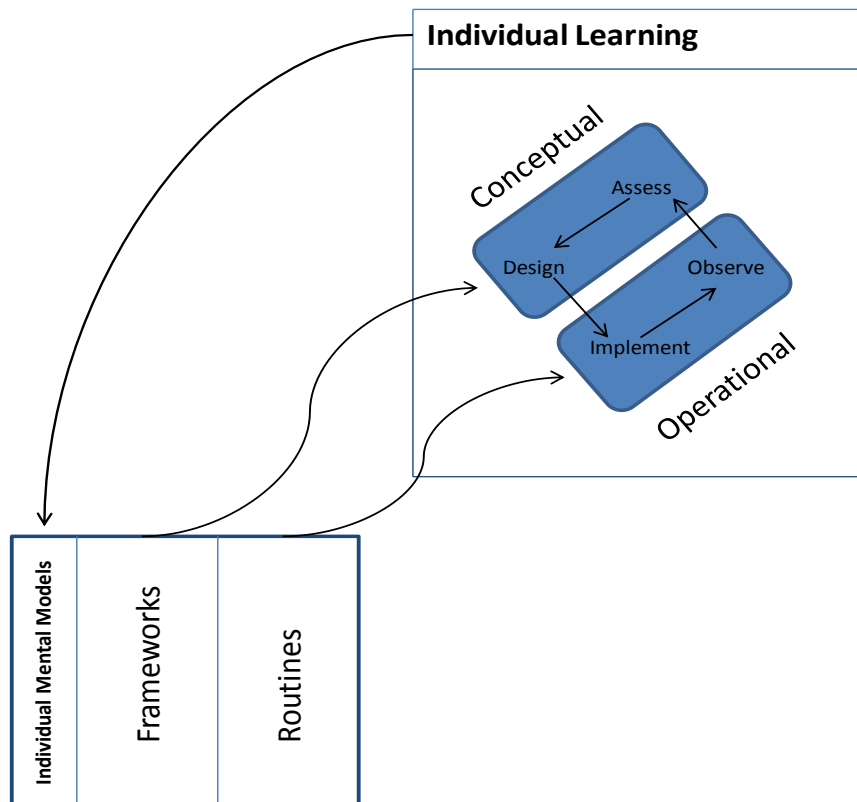 Individual Learning
Conceptual
Assess
Design
Observe
Implement
Operational
Individual Mental Models
Frameworks
Routines